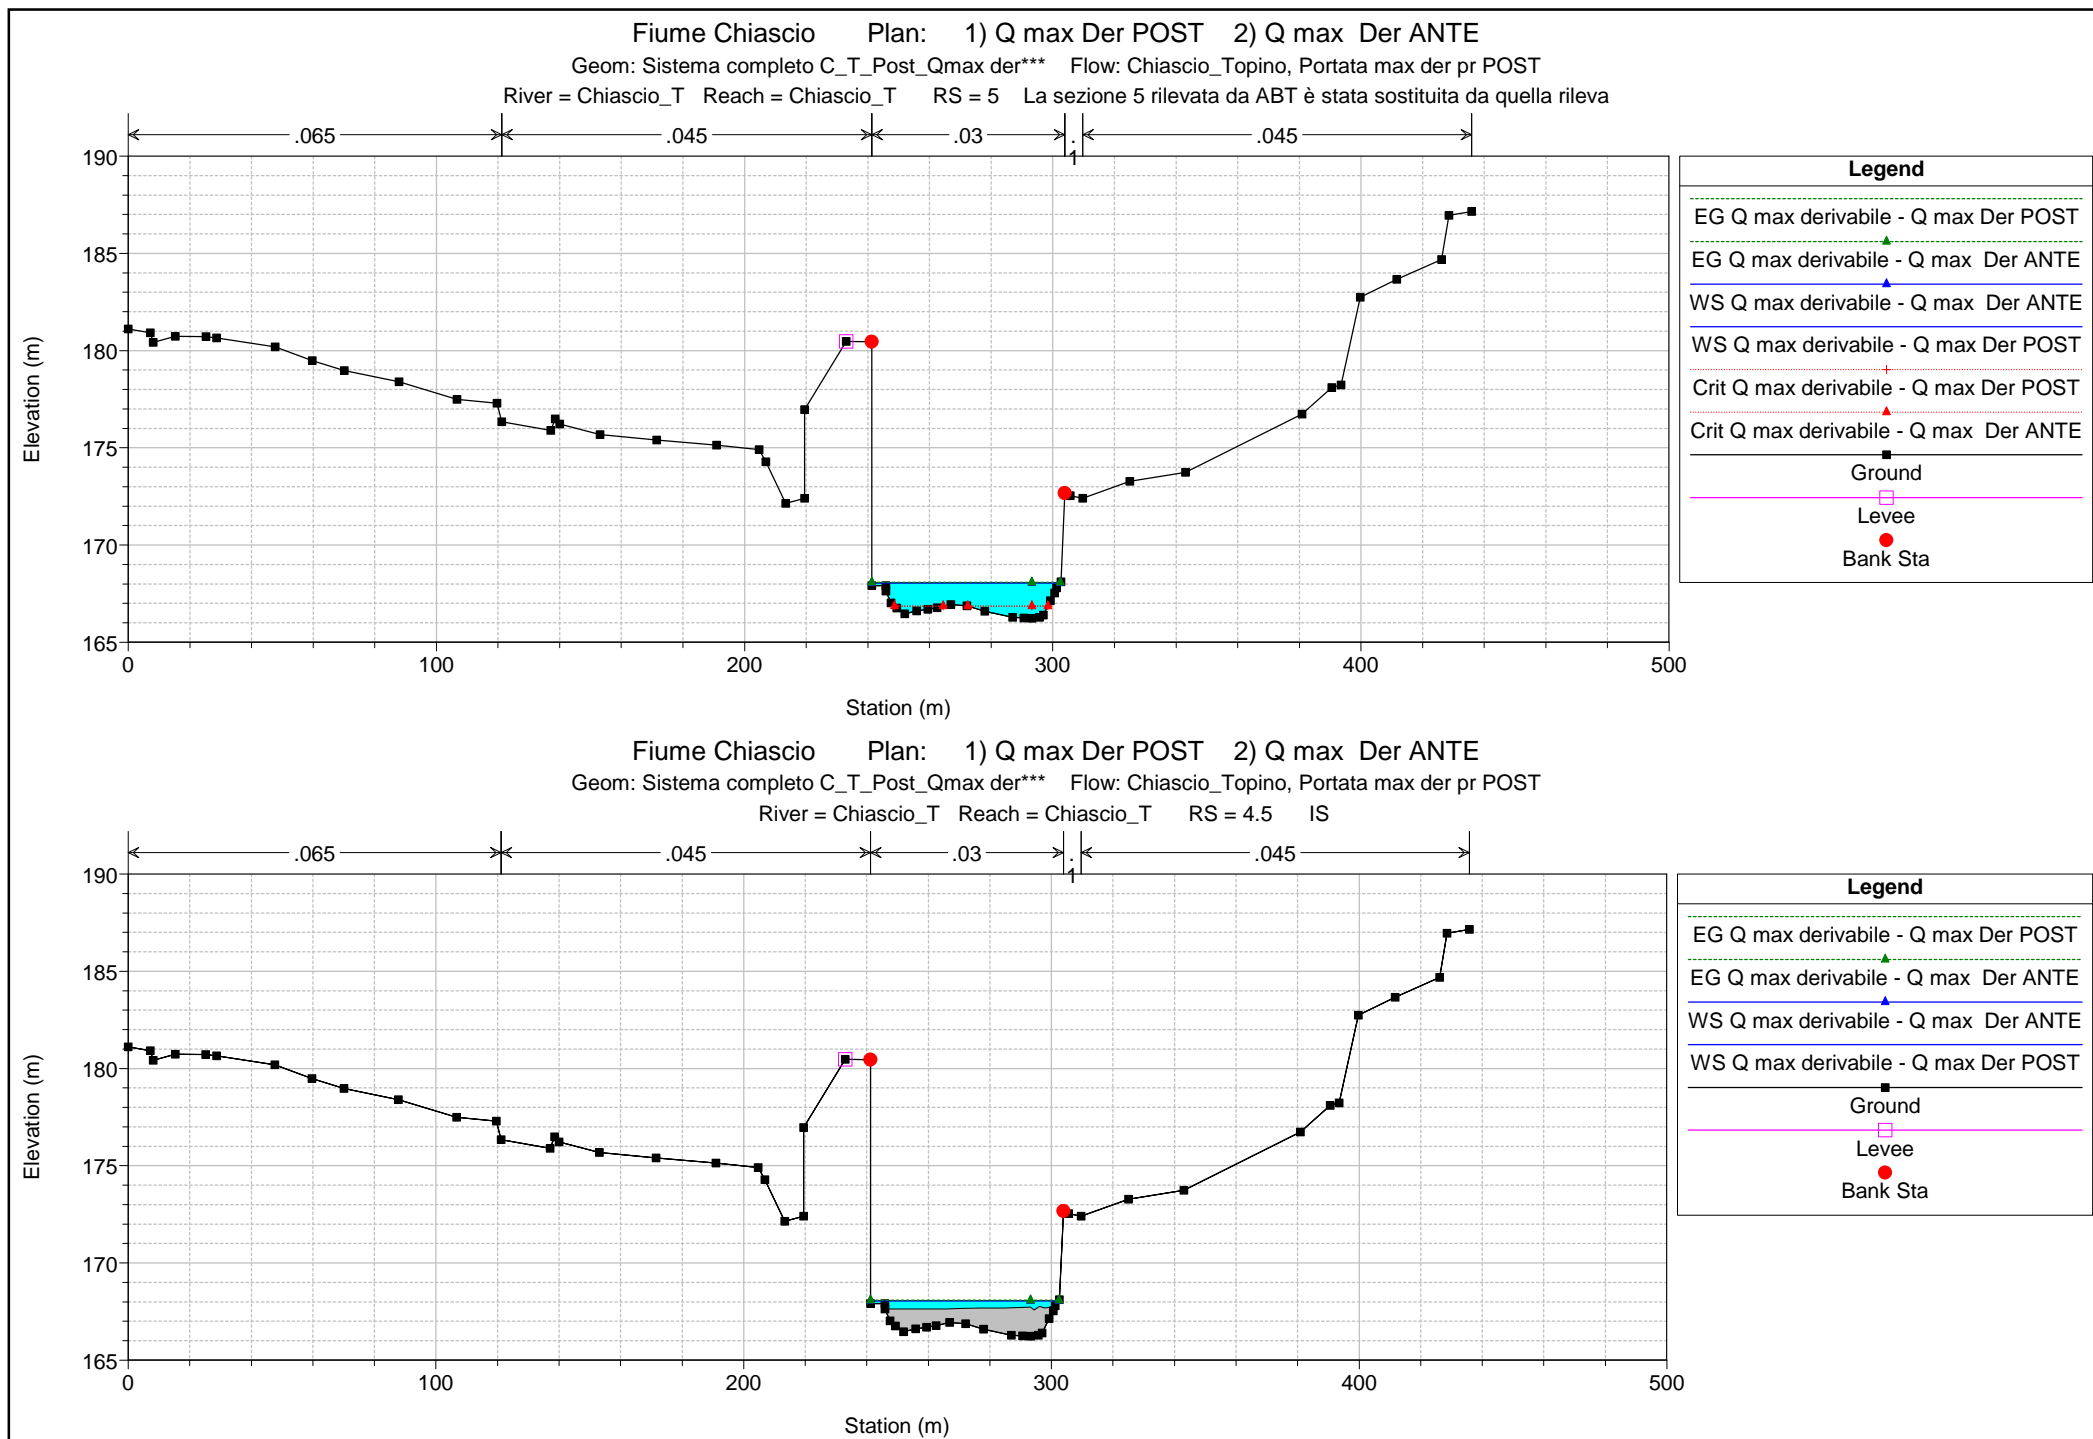 Fiume Chiascio Plan: 1) Q max Der POST 2) Q max Der ANTE
Geom: Sistema completo C_T_Post_Qmax der*** Flow: Chiascio_Topino, Portata max der pr POST
River = Chiascio_T Reach = Chiascio_T RS = 5 La sezione 5 rilevata da ABT è stata sostituita da quella rileva
.065 .045 .03 .1 .045
190
185
180
175
170
165
Elevation (m)
0 100 200 300 400 500
Station (m)
Legend
EG Q max derivabile - Q max Der POST
EG Q max derivabile - Q max Der ANTE
WS Q max derivabile - Q max Der ANTE
WS Q max derivabile - Q max Der POST
Crit Q max derivabile - Q max Der POST
Crit Q max derivabile - Q max Der ANTE
Ground
Levee
Bank Sta
Fiume Chiascio Plan: 1) Q max Der POST 2) Q max Der ANTE
Geom: Sistema completo C_T_Post_Qmax der*** Flow: Chiascio_Topino, Portata max der pr POST
River = Chiascio_T Reach = Chiascio_T RS = 4.5 IS
.065 .045 .03 .1 .045
190
185
180
175
170
165
Elevation (m)
0 100 200 300 400 500
Station (m)
Legend
EG Q max derivabile - Q max Der POST
EG Q max derivabile - Q max Der ANTE
WS Q max derivabile - Q max Der ANTE
WS Q max derivabile - Q max Der POST
Ground
Levee
Bank Sta